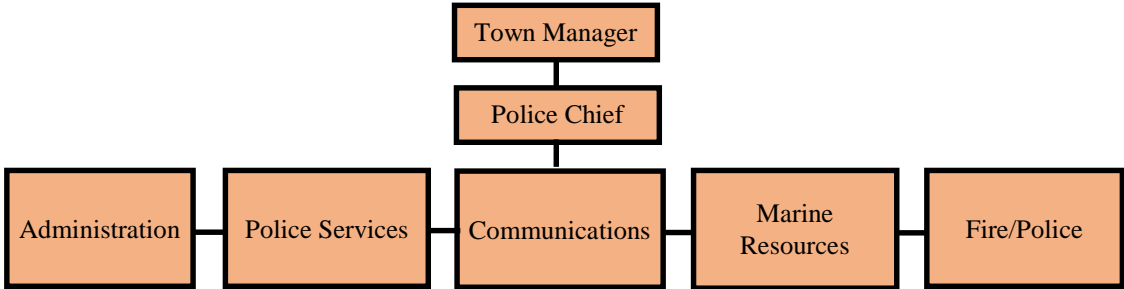 Town Manager
Police Chief
Administration
Police Services
Communications
Marine
Resources
Fire/Police